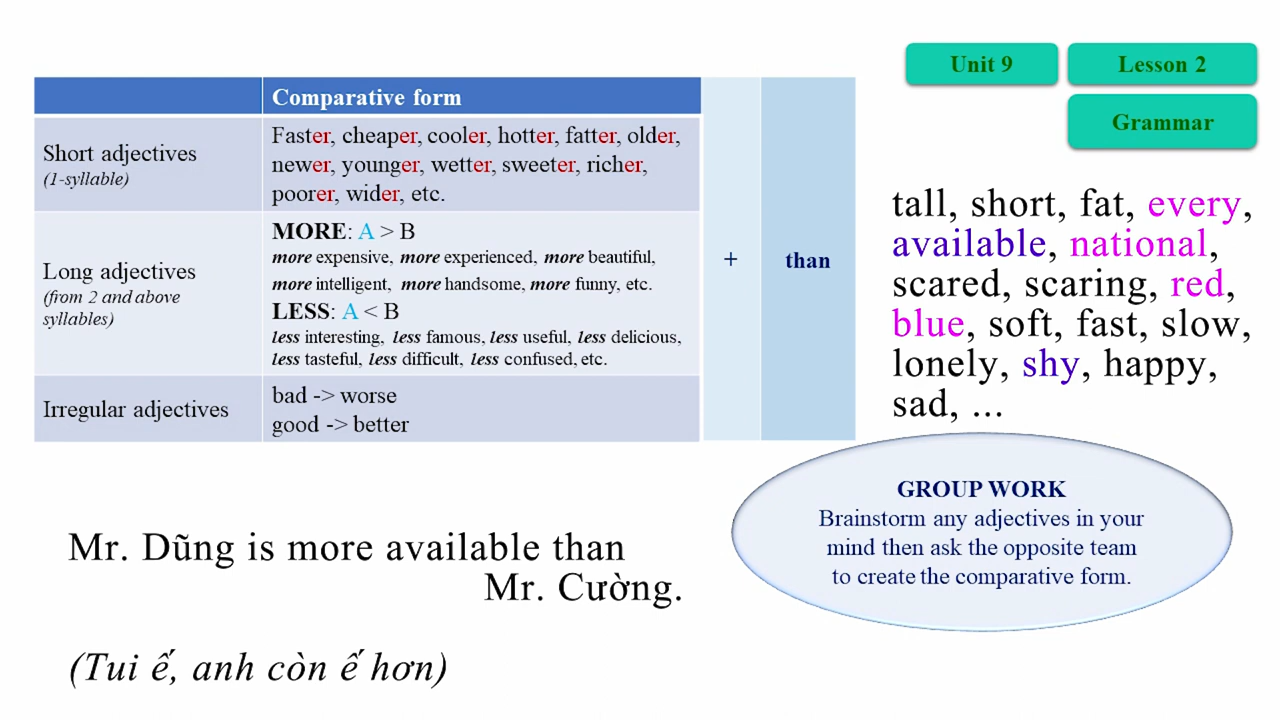 Unit 9
Lesson 2
Grammar
Comparative form
Short adjectives
(1-syllable)
Faster, cheaper, cooler, hotter, fatter, older,
newer, younger, wetter, sweeter, richer,
poorer, wider, etc.
Long adjectives
(from 2 and above
syllables)
MORE: A > B
more expensive, more experienced, more beautiful,
more intelligent, more handsome, more funny, etc.
LESS: A < B
less interesting, less famous, less useful, less delicious,
less tasteful, less difficult, less confused, etc.
Irregular adjectives
bad -> worse
good -> better
+
than
tall, short, fat, every,
available, national,
scared, scaring, red,
blue, soft, fast, slow,
lonely, shy, happy,
sad, ...
GROUP WORK
Brainstorm any adjectives in your
mind then ask the opposite team
to create the comparative form.
Mr. Dũng is more available than
Mr. Cường.
(Tui ế, anh còn ế hơn)